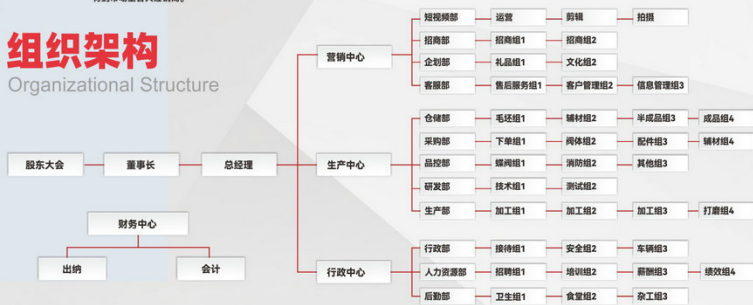 组织架构
Organizational Structure
股东大会
董事长
总经理
财务中心
出纳
会计
营销中心
短视频部 运营 剪辑 拍摄
招商部 招商组1 招商组2
企划部 礼品组1 文化组2
客服部 售后服务组1 客户管理组2 信息管理组3
生产中心
仓储部 毛坯组1 辅材组2 半成品组3 成品组4
采购部 下单组1 阀体组2 配件组3 辅材组4
品控部 蝶阀组1 消防组2 其他组3
研发部 技术组1 测试组2
生产部 加工组1 加工组2 加工组3 打磨组4
行政中心
行政部 接待组1 安全组2 车辆组3
人力资源部 招聘组1 培训组2 薪酬组3 绩效组4
后勤部 卫生组1 食堂组2 杂工组3